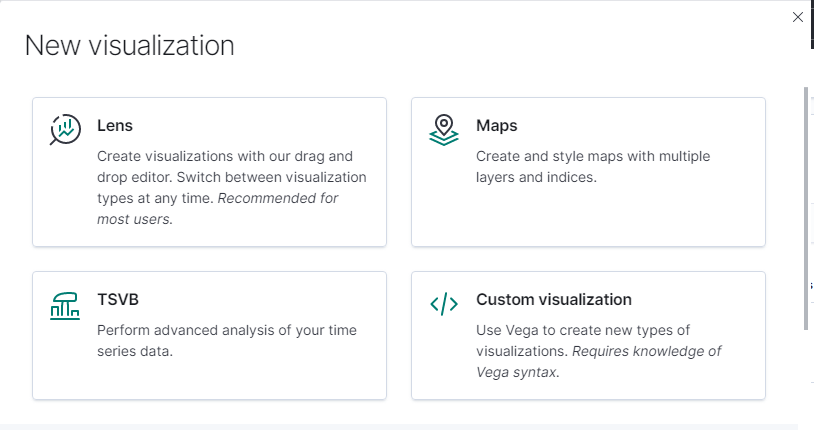 New visualization
Lens
Create visualizations with our drag and
drop editor. Switch between visualization
types at any time. Recommended for
most users.
Maps
Create and style maps with multiple
layers and indices.
TSVB
Perform advanced analysis of your time
series data.
Custom visualization
Use Vega to create new types of
visualizations. Requires knowledge of
Vega syntax.